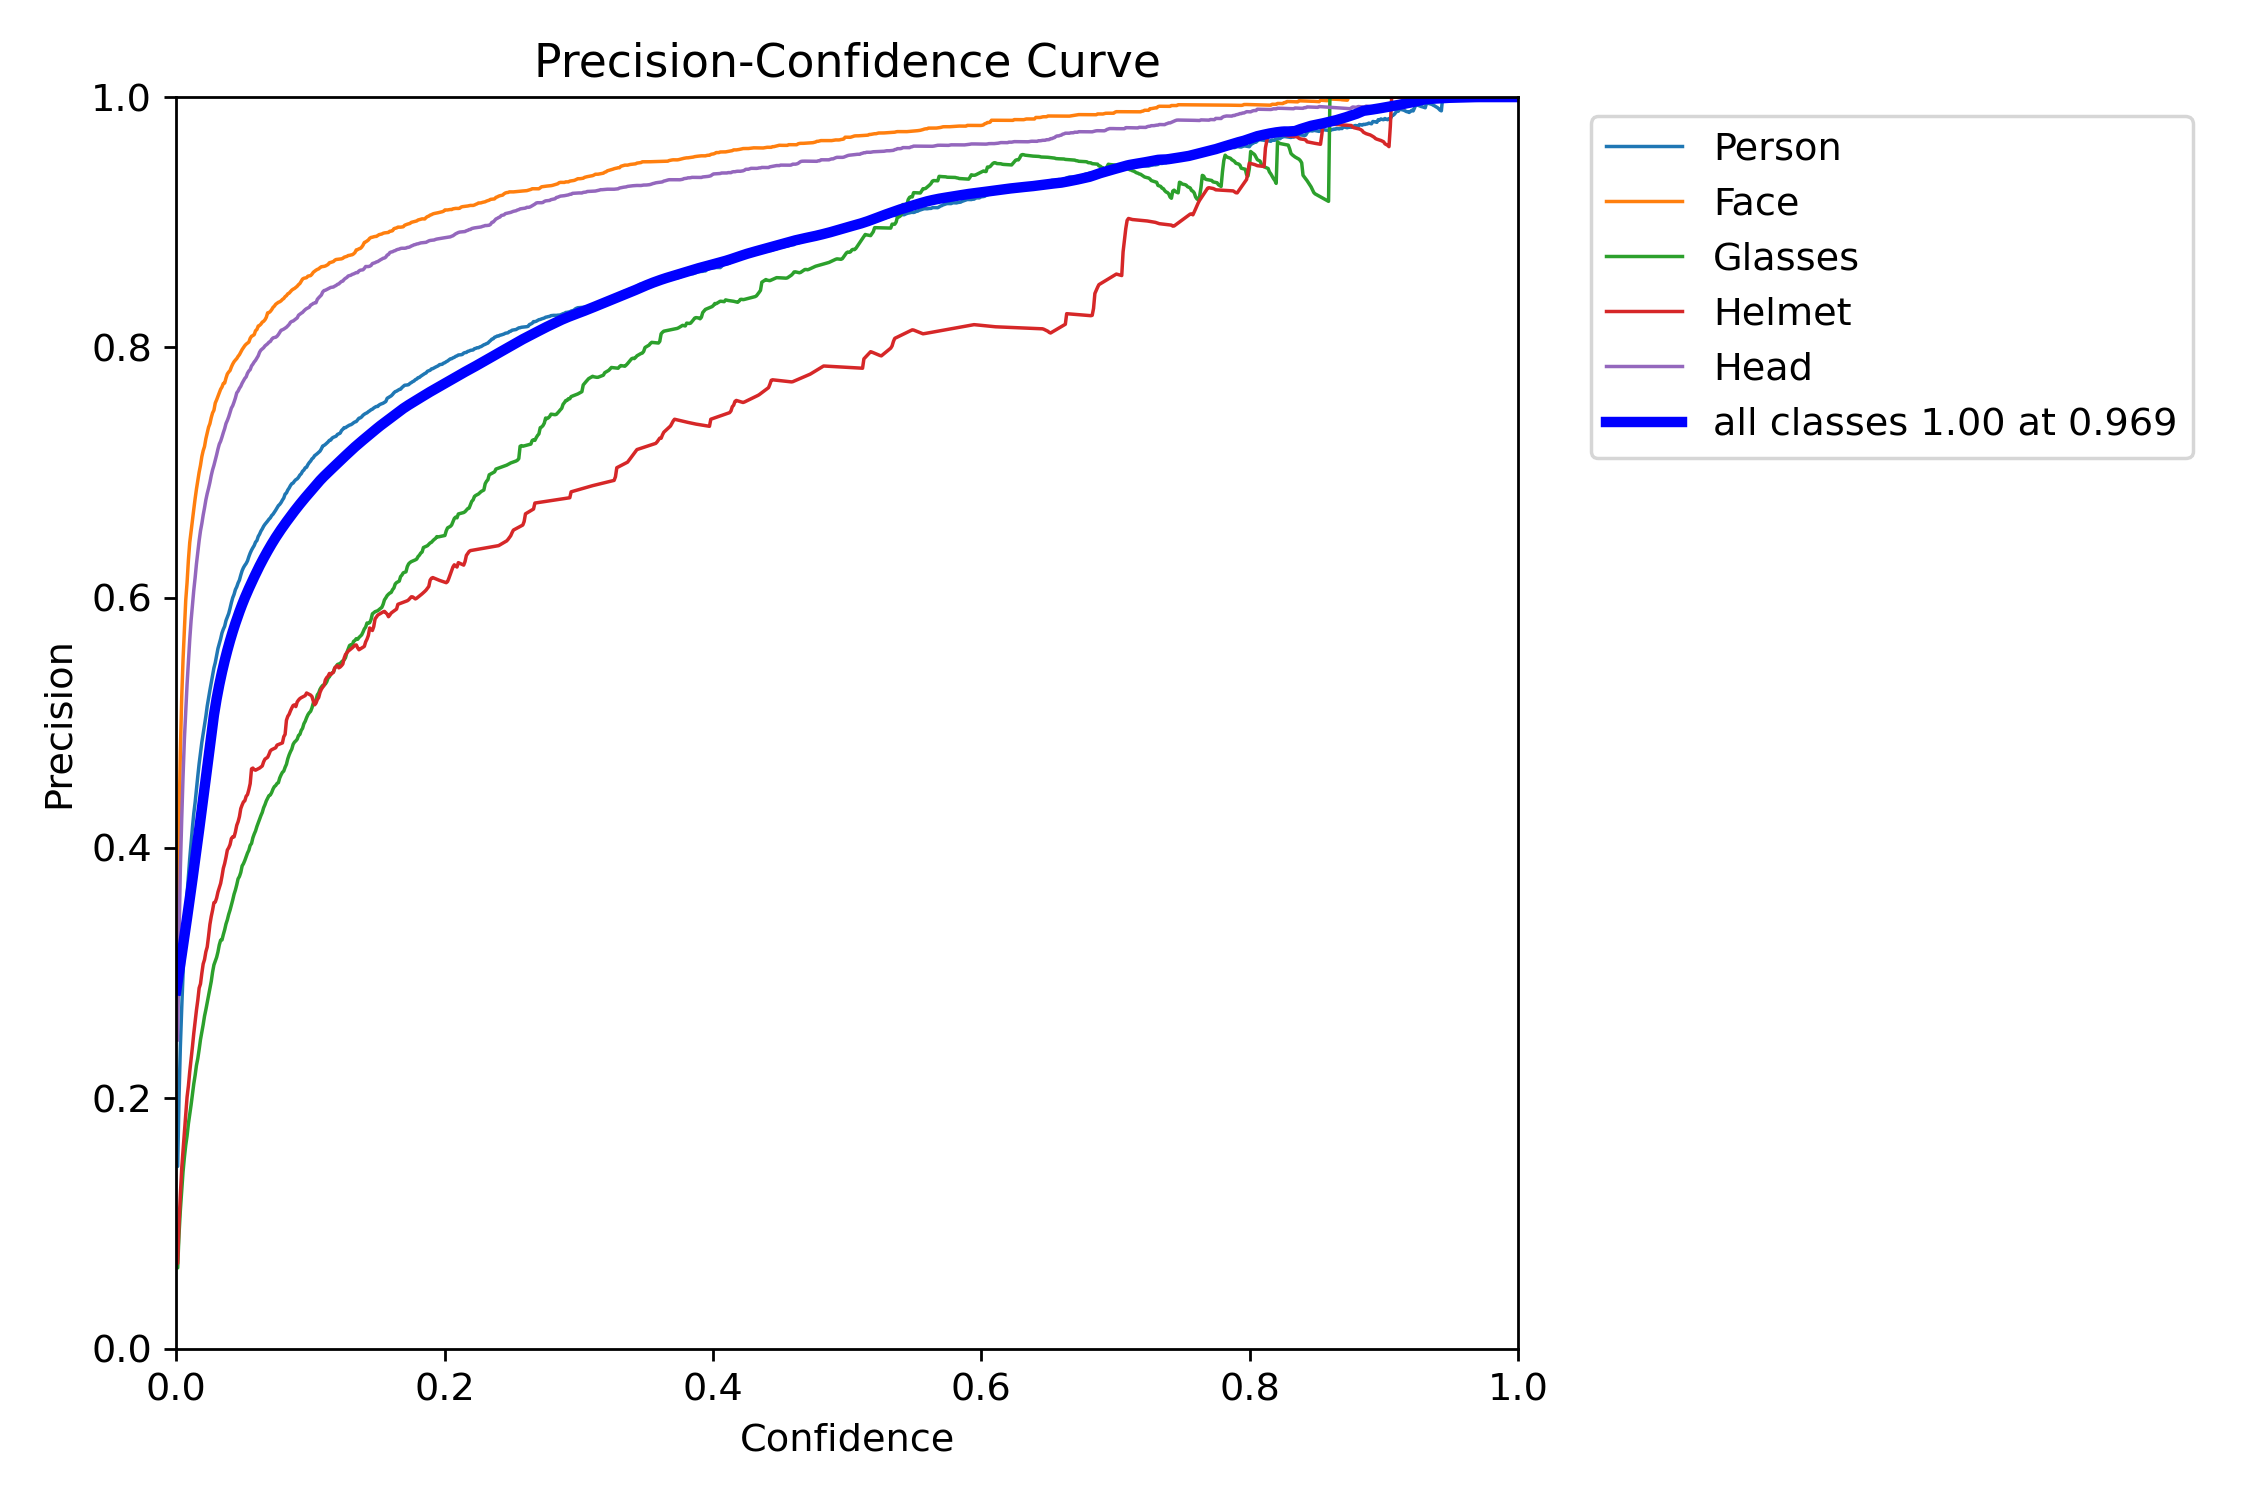 Precision-Confidence Curve
1.0
0.8
0.6
0.4
0.2
0.0
Precision
0.0 0.2 0.4 0.6 0.8 1.0
Confidence
Person
Face
Glasses
Helmet
Head
all classes 1.00 at 0.969